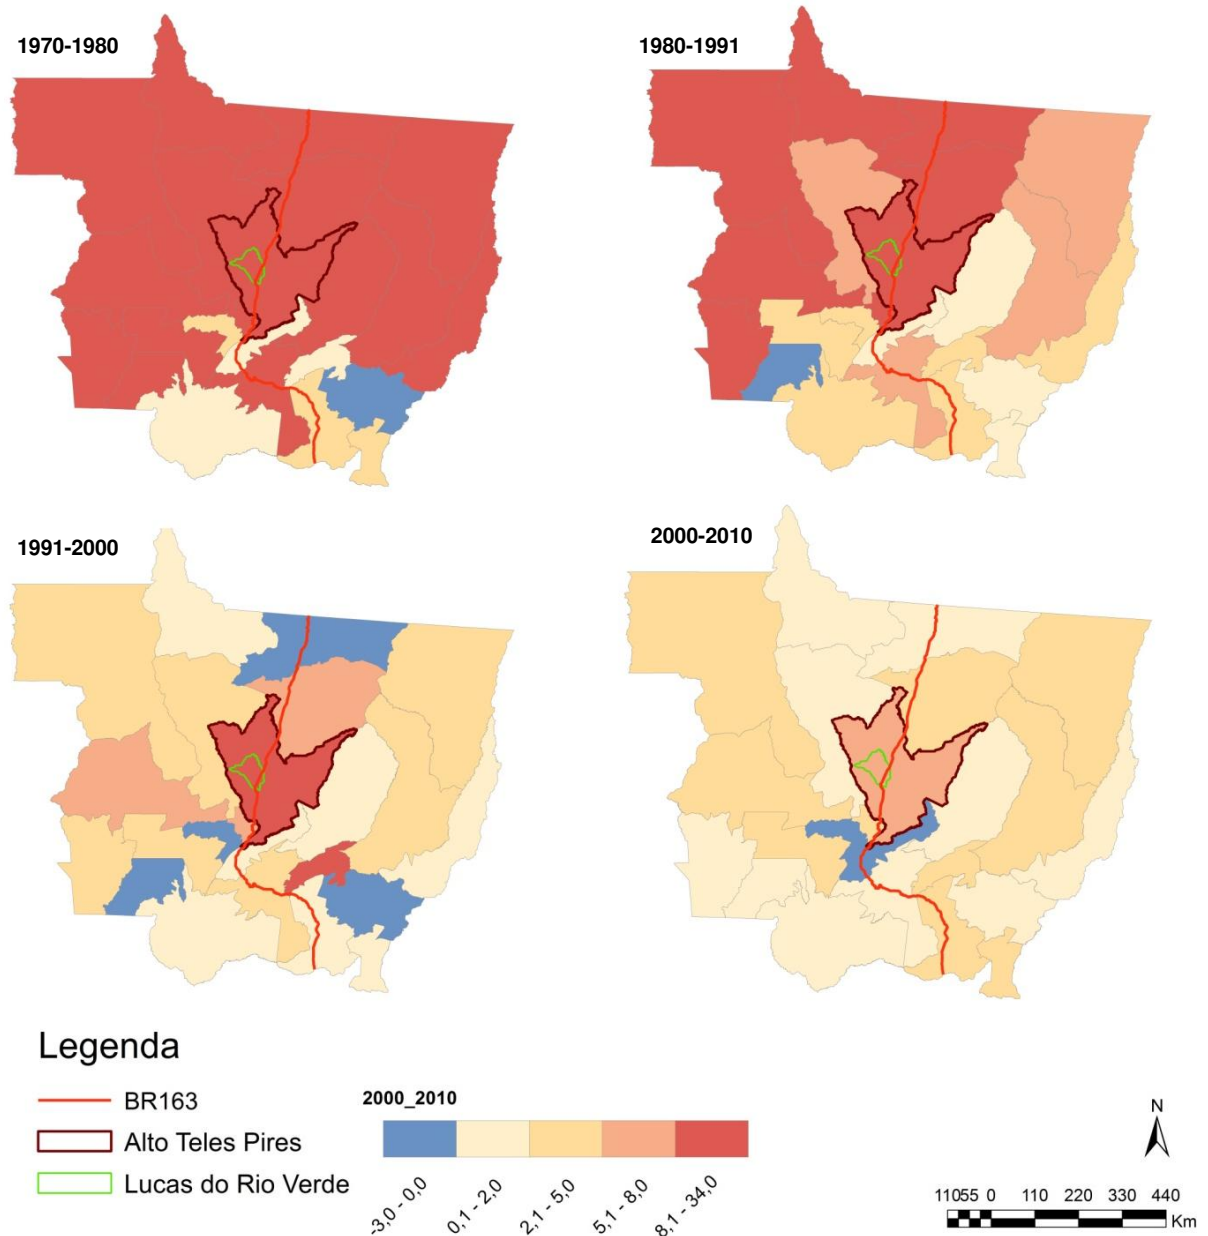 1970-1980
1980-1991
1991-2000
2000-2010
Legenda
BR163
Alto Teles Pires
Lucas do Rio Verde
2000_2010
-3,0 - 0,0
0,1 - 2,0
2,1 - 5,0
5,1 - 8,0
8,1 - 34,0
N
11055 0 110 220 330 440
Km